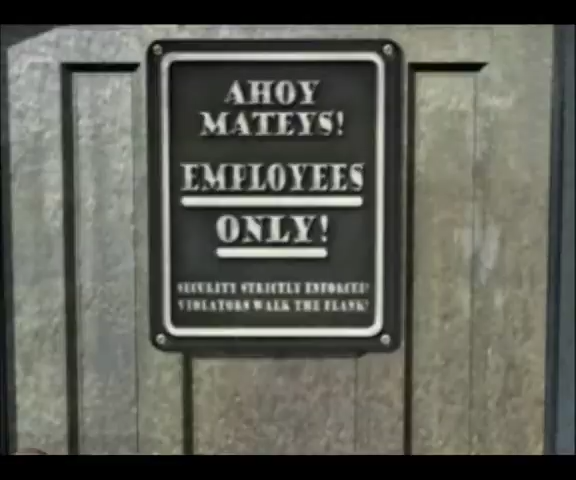 AHOY
MATEYS!
EMPLOYEES
ONLY!
SECURITY STRICTLY ENFORCED!
VIOLATORS WALK THE PLANK!